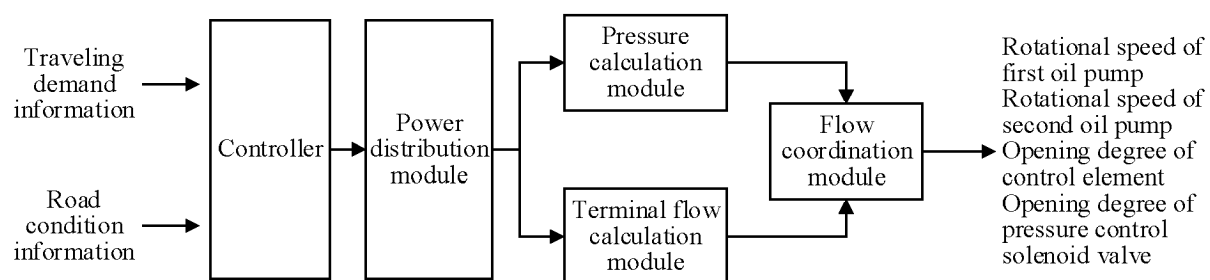 Traveling
demand
information
Road
condition
information
Controller
Power
distribution
module
Pressure
calculation
module
Terminal flow
calculation
module
Flow
coordination
module
Rotational speed of
first oil pump
Rotational speed of
second oil pump
Opening degree of
control element
Opening degree of
pressure control
solenoid valve